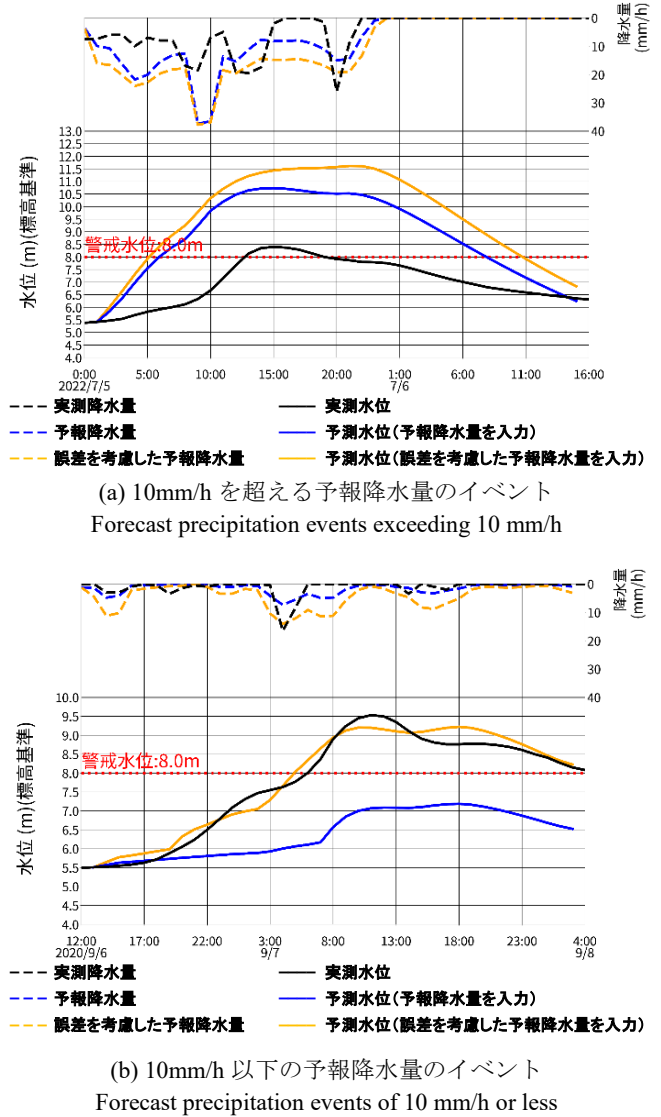 0
10
20
30
40
降水量
(mm/h)
13.0
12.5
12.0
11.5
11.0
10.5
10.0
9.5
9.0
8.5
8.0
7.5
7.0
6.5
6.0
5.5
5.0
4.5
4.0
水位 (m)(標高基準)
警戒水位:8.0m
0:00 5:00 10:00 15:00 20:00 1:00 6:00 11:00 16:00
2022/7/5 7/6
実測降水量 実測水位
予報降水量 予測水位(予報降水量を入力)
誤差を考慮した予報降水量 予測水位(誤差を考慮した予報降水量を入力)
(a) 10mm/h を超える予報降水量のイベント
Forecast precipitation events exceeding 10 mm/h
0
10
20
30
40
降水量
(mm/h)
10.0
9.5
9.0
8.5
8.0
7.5
7.0
6.5
6.0
5.5
5.0
4.5
4.0
水位 (m)(標高基準)
警戒水位:8.0m
12:00 17:00 22:00 3:00 8:00 13:00 18:00 23:00 4:00
2020/9/6 9/7 9/8
実測降水量 実測水位
予報降水量 予測水位(予報降水量を入力)
誤差を考慮した予報降水量 予測水位(誤差を考慮した予報降水量を入力)
(b) 10mm/h 以下の予報降水量のイベント
Forecast precipitation events of 10 mm/h or less